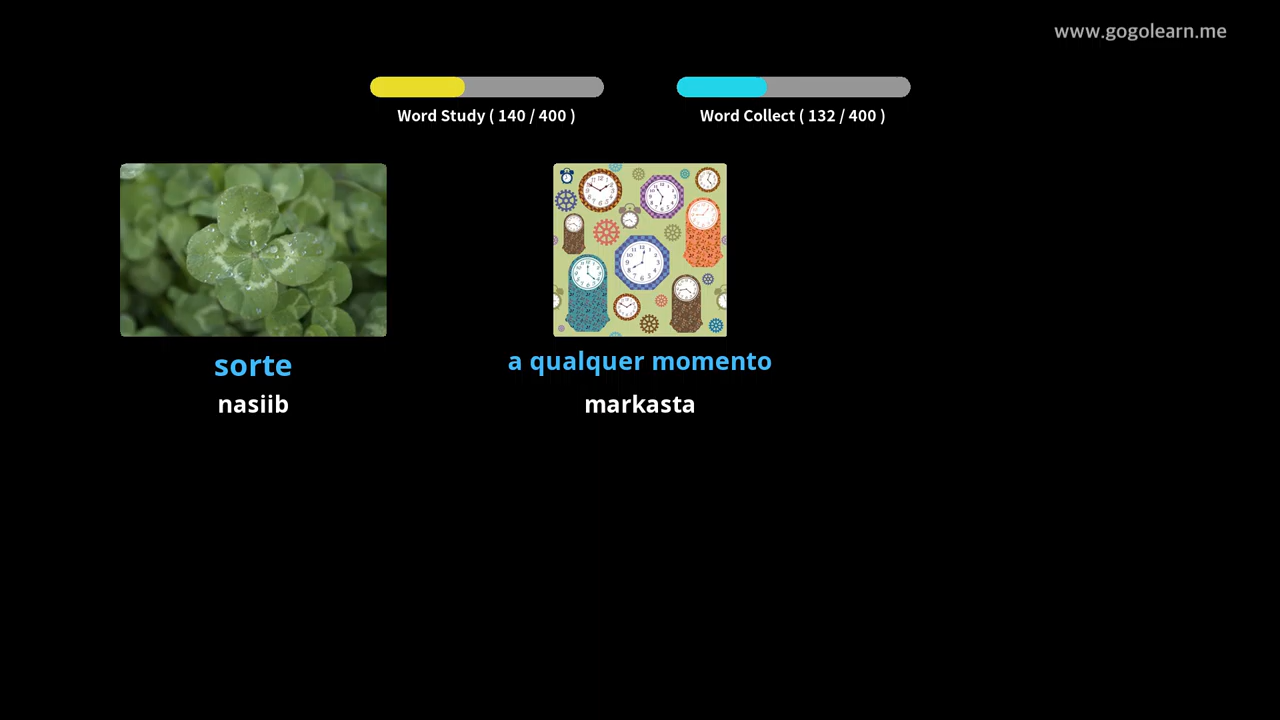 www.gogolearn.me
Word Study ( 140 / 400 )
Word Collect ( 132 / 400 )
sorte
nasiib
a qualquer momento
markasta